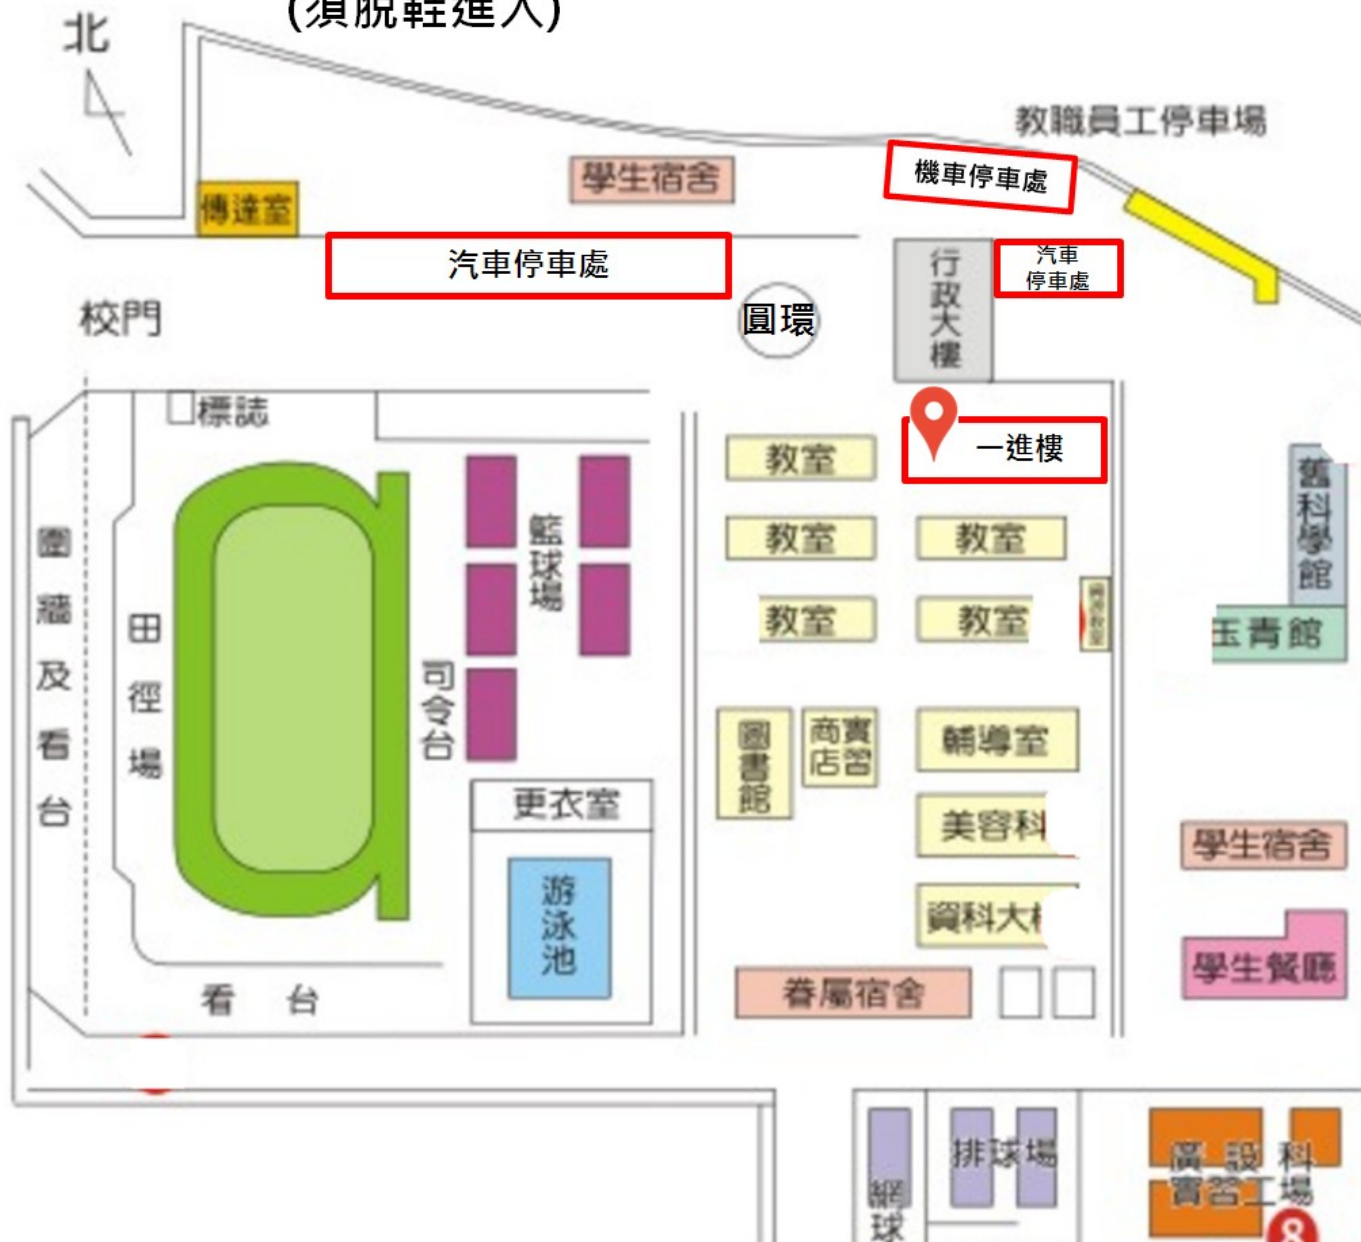 (須脫鞋進入)
北
教職員工停車場
學生宿舍
機車停車處
傳達室
汽車停車處
行政大樓
汽車
停車處
校門
圓環
標誌
一進樓
教室
舊科學館
圍牆及看台
籃球場
教室
教室
田徑場
教室
教室
玉青館
司令台
圖書館
商店
實習
輔導室
更衣室
美容科
學生宿舍
游泳池
資科大
學生餐廳
看台
眷屬宿舍
排球場
網球
廣設科
實習工場
8